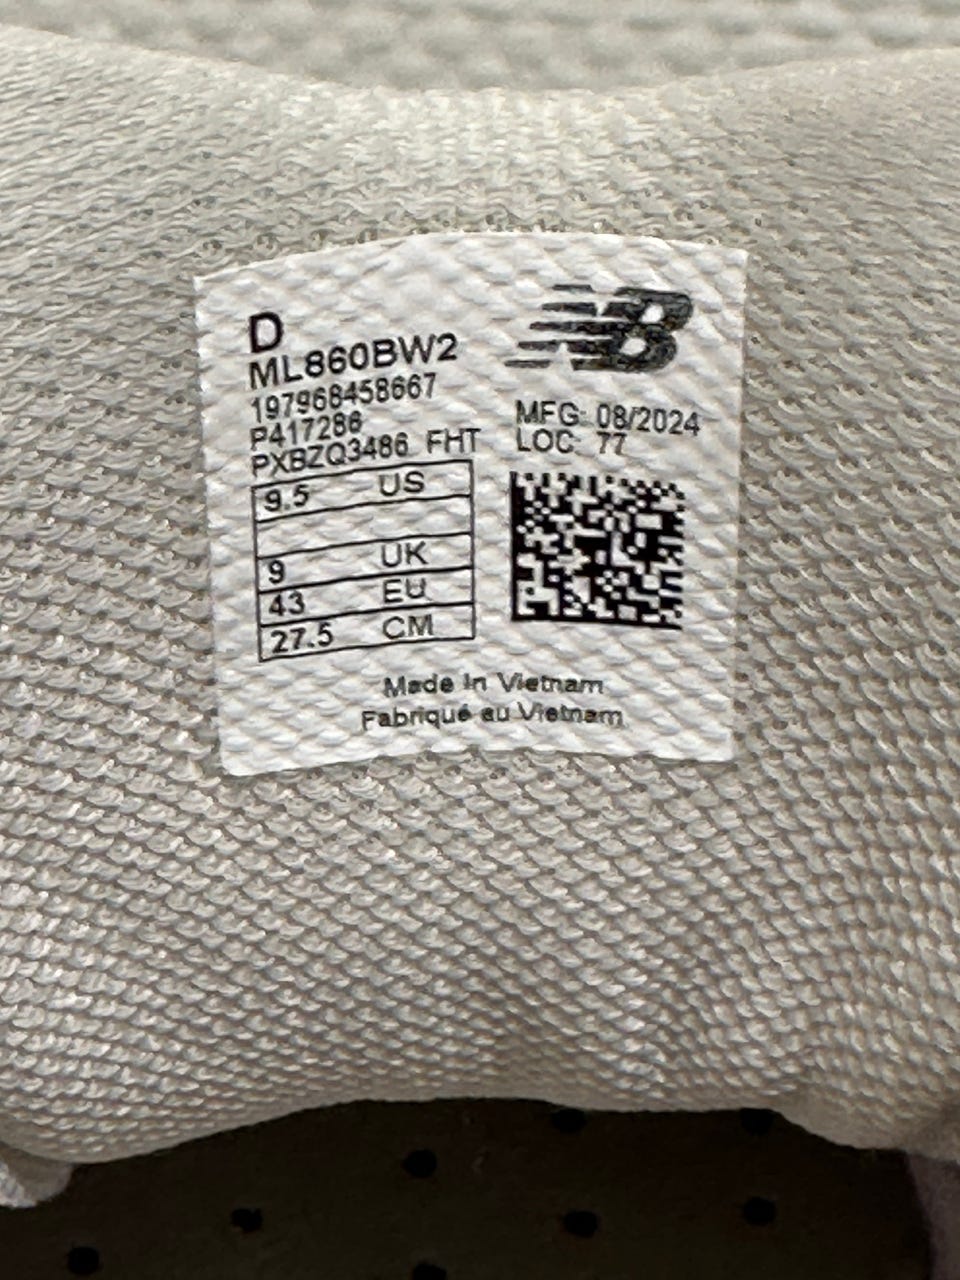 D
ML860BW2
197968458667
P417286
PXBZQ3486 FHT
9.5 US
9 UK
43 EU
27.5 CM
NB
MFG: 08/2024
LOC: 77
Made In Vietnam
Fabriqué au Vietnam